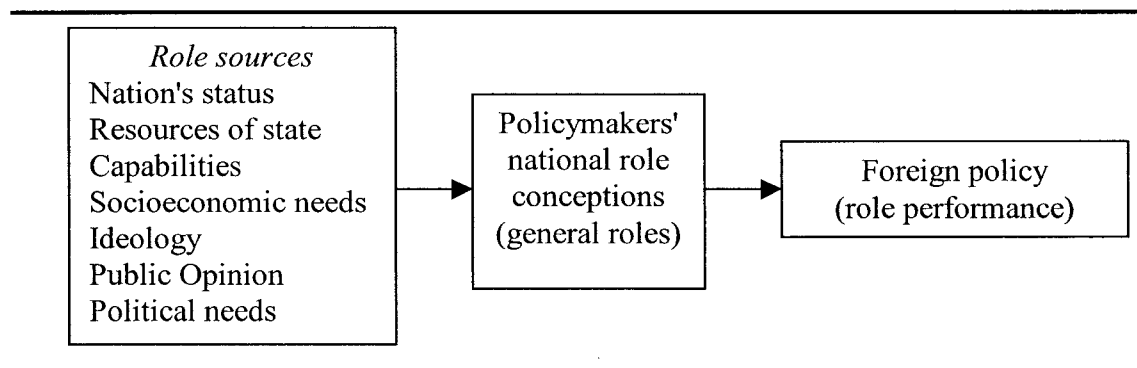 Role sources
Nation's status
Resources of state
Capabilities
Socioeconomic needs
Ideology
Public Opinion
Political needs
Policymakers'
national role
conceptions
(general roles)
Foreign policy
(role performance)